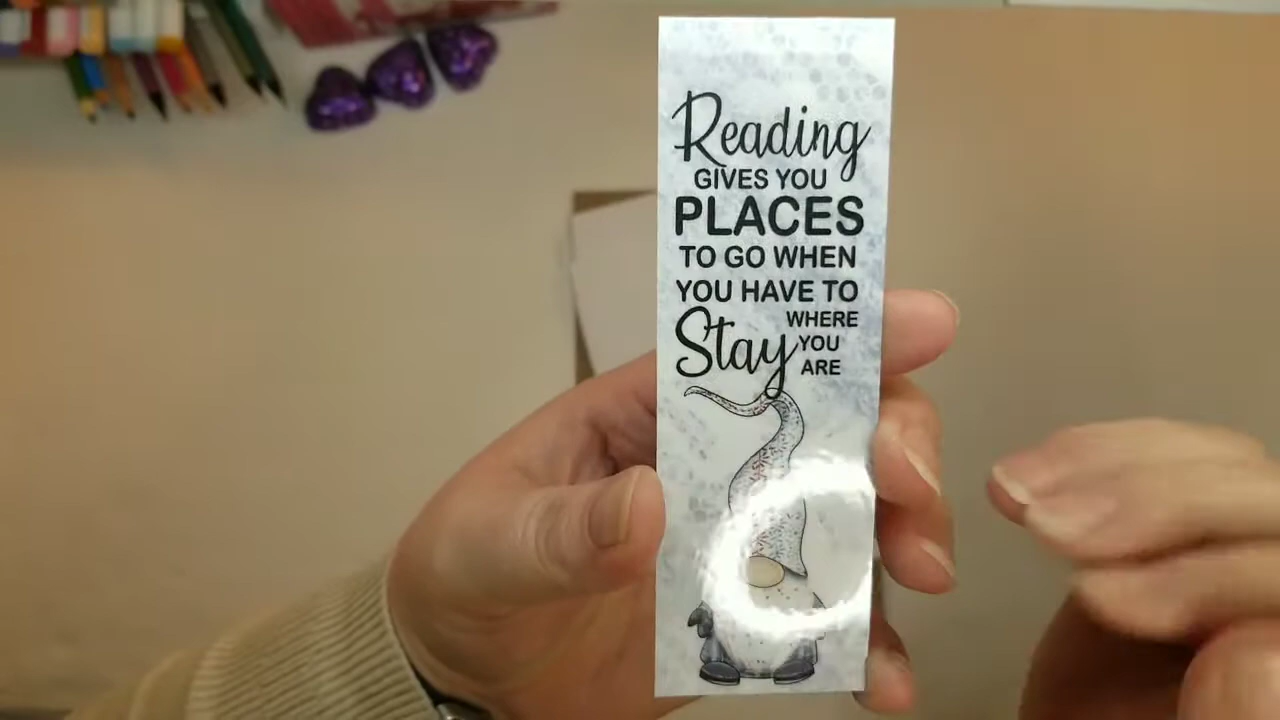 Reading
GIVES YOU
PLACES
TO GO WHEN
YOU HAVE TO
Stay WHERE
YOU
ARE